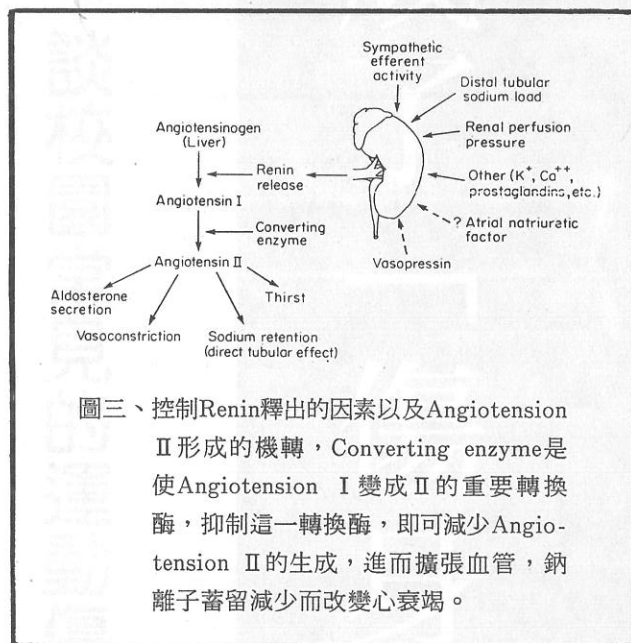 Sympathetic
efferent
activity
Distal tubular
sodium load
Angiotensinogen
(Liver)
Renal perfusion
pressure
Renin
release
Other (K⁺, Ca⁺⁺,
prostaglandins, etc.)
Angiotensin I
Converting
enzyme
? Atrial natriuretic
factor
Angiotensin II
Vasopressin
Aldosterone
secretion
Thirst
Vasoconstriction
Sodium retention
(direct tubular effect)
圖三、控制Renin釋出的因素以及Angiotension
Ⅱ形成的機轉，Converting enzyme是
使Angiotension Ⅰ變成Ⅱ的重要轉換
酶，抑制這一轉換酶，即可減少Angio-
tension Ⅱ的生成，進而擴張血管，鈉
離子蓄留減少而改變心衰竭。